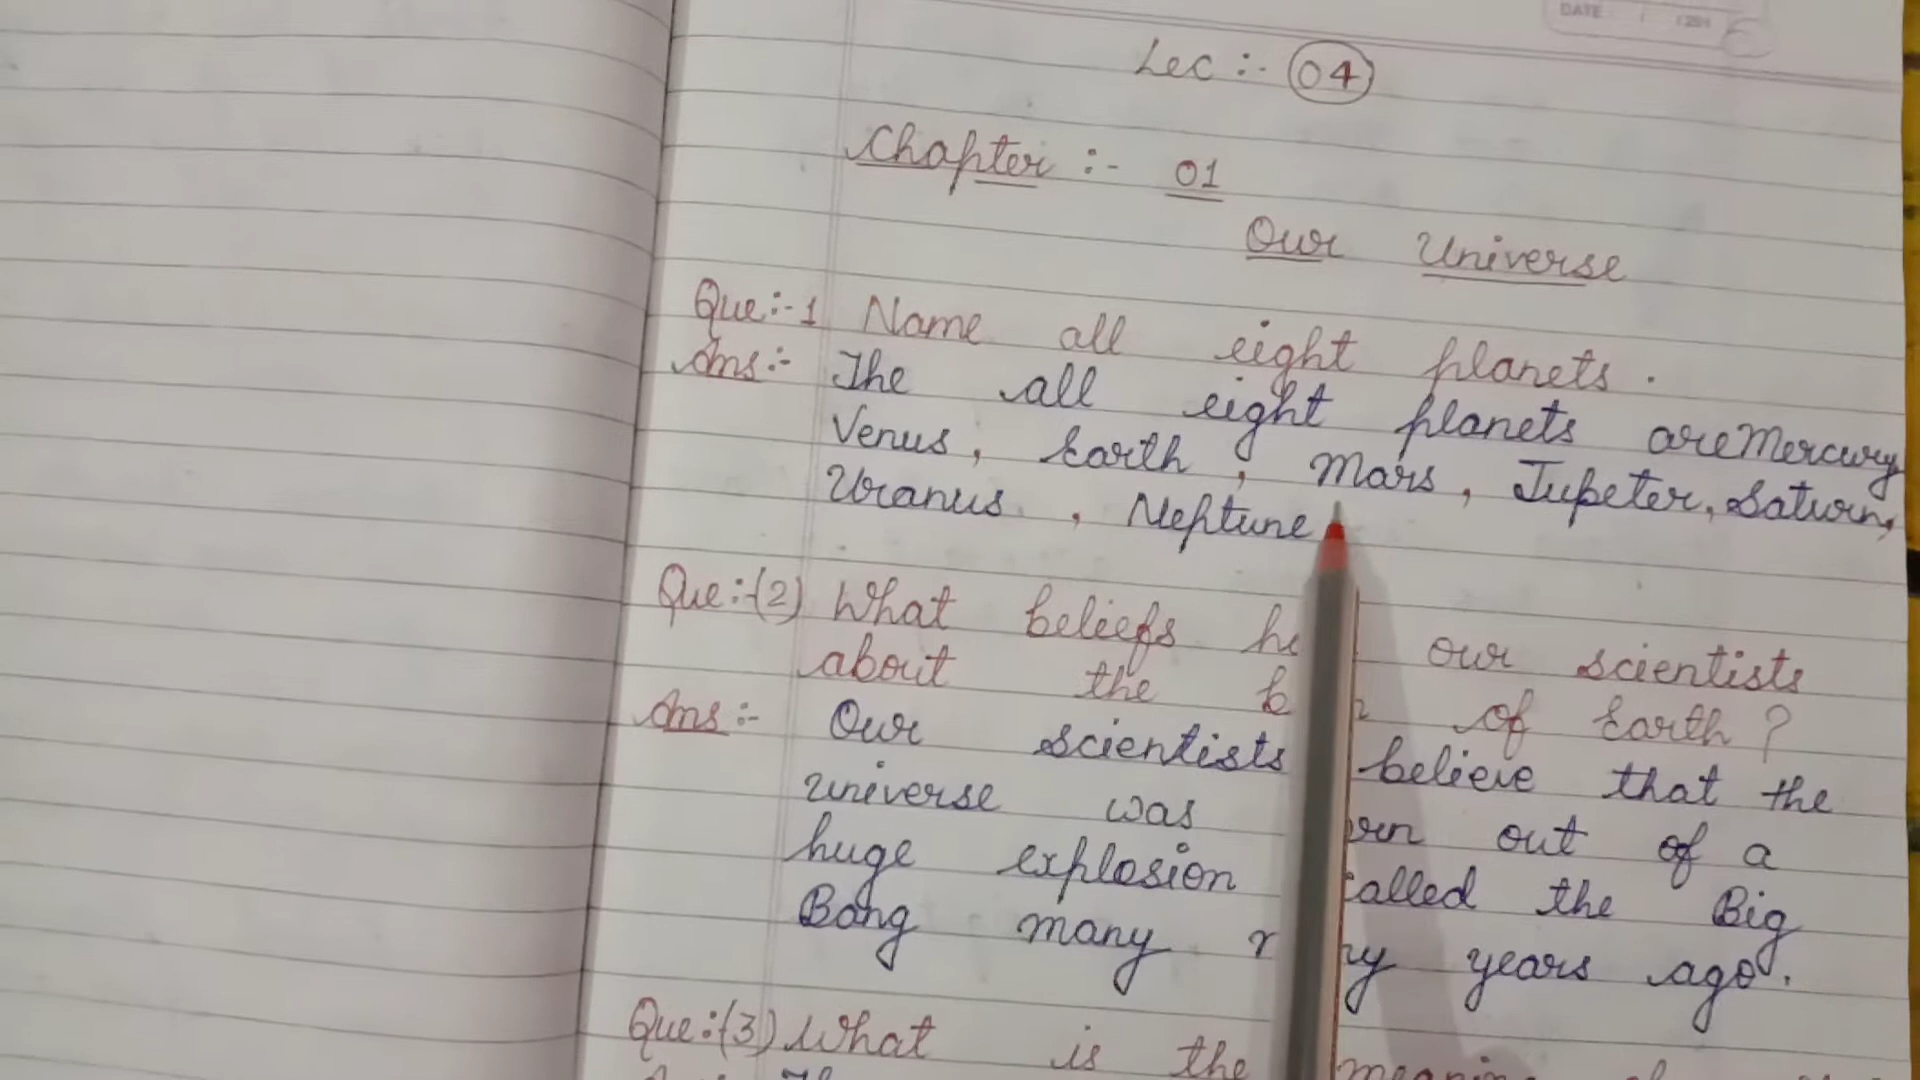 DATE
Lec :- 04
Chapter :- 01
Our Universe
Que:-1 Name all eight planets.
Ans:- The all eight planets are Mercury
Venus, Earth, Mars, Jupeter, Saturn,
Uranus, Neptune
Que:-(2) What beliefs our scientists
about the of Earth?
Ans:- Our scientists believe that the
universe was out of a
huge explosion called the Big
Bang many years ago.
Que:-(3) What is the